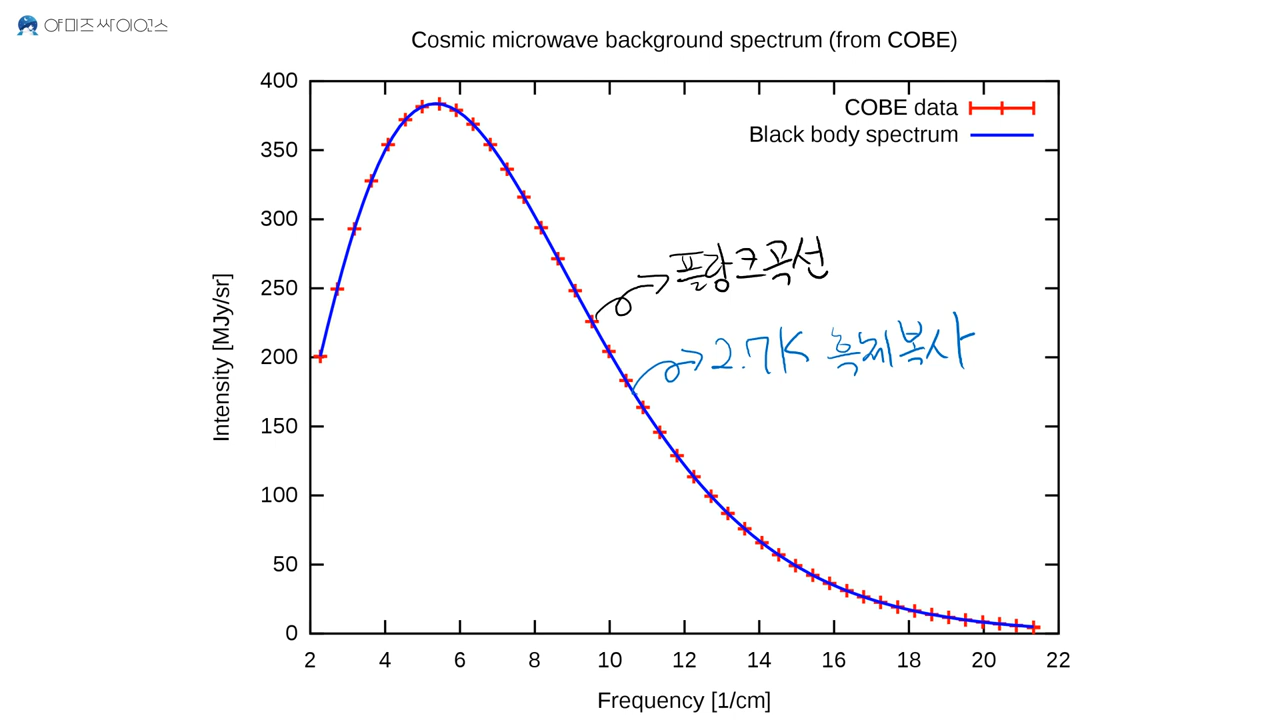 야미즈 싸이언스
Cosmic microwave background spectrum (from COBE)
400
350
300
250
200
150
100
50
0
Intensity [MJy/sr]
COBE data
Black body spectrum
플랑크곡선
2.7K 흑체복사
2 4 6 8 10 12 14 16 18 20 22
Frequency [1/cm]